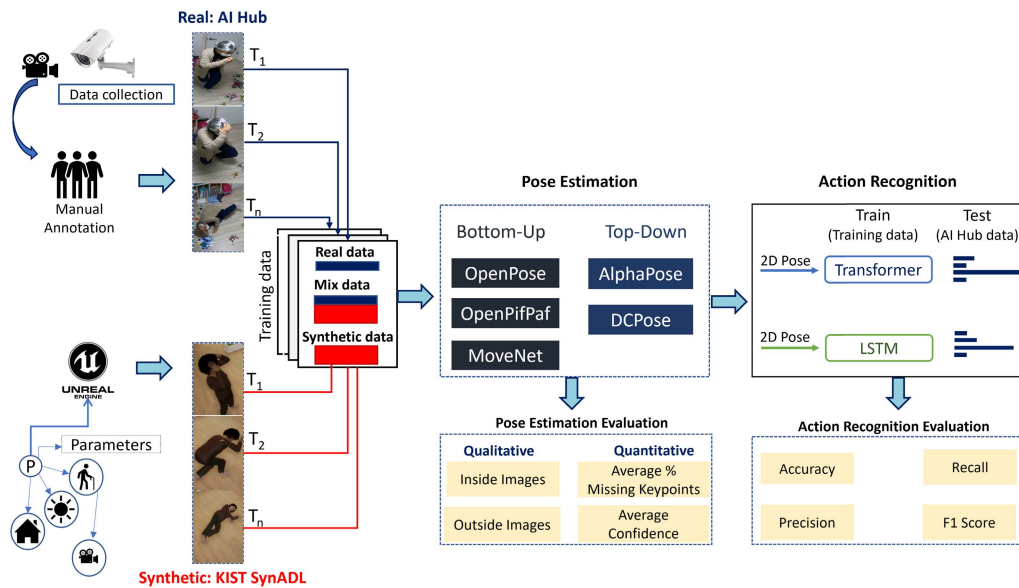 Real: AI Hub
Data collection
Manual
Annotation
T1
T2
Tn
Training data
Real data
Mix data
Synthetic data
UNREAL
ENGINE
Parameters
P
T1
T2
Tn
Synthetic: KIST SynADL
Pose Estimation
Bottom-Up
Top-Down
OpenPose
AlphaPose
OpenPifPaf
DCPose
MoveNet
Pose Estimation Evaluation
Qualitative
Quantitative
Inside Images
Average %
Missing Keypoints
Outside Images
Average
Confidence
Action Recognition
Train
(Training data)
Test
(AI Hub data)
2D Pose
Transformer
2D Pose
LSTM
Action Recognition Evaluation
Accuracy
Recall
Precision
F1 Score